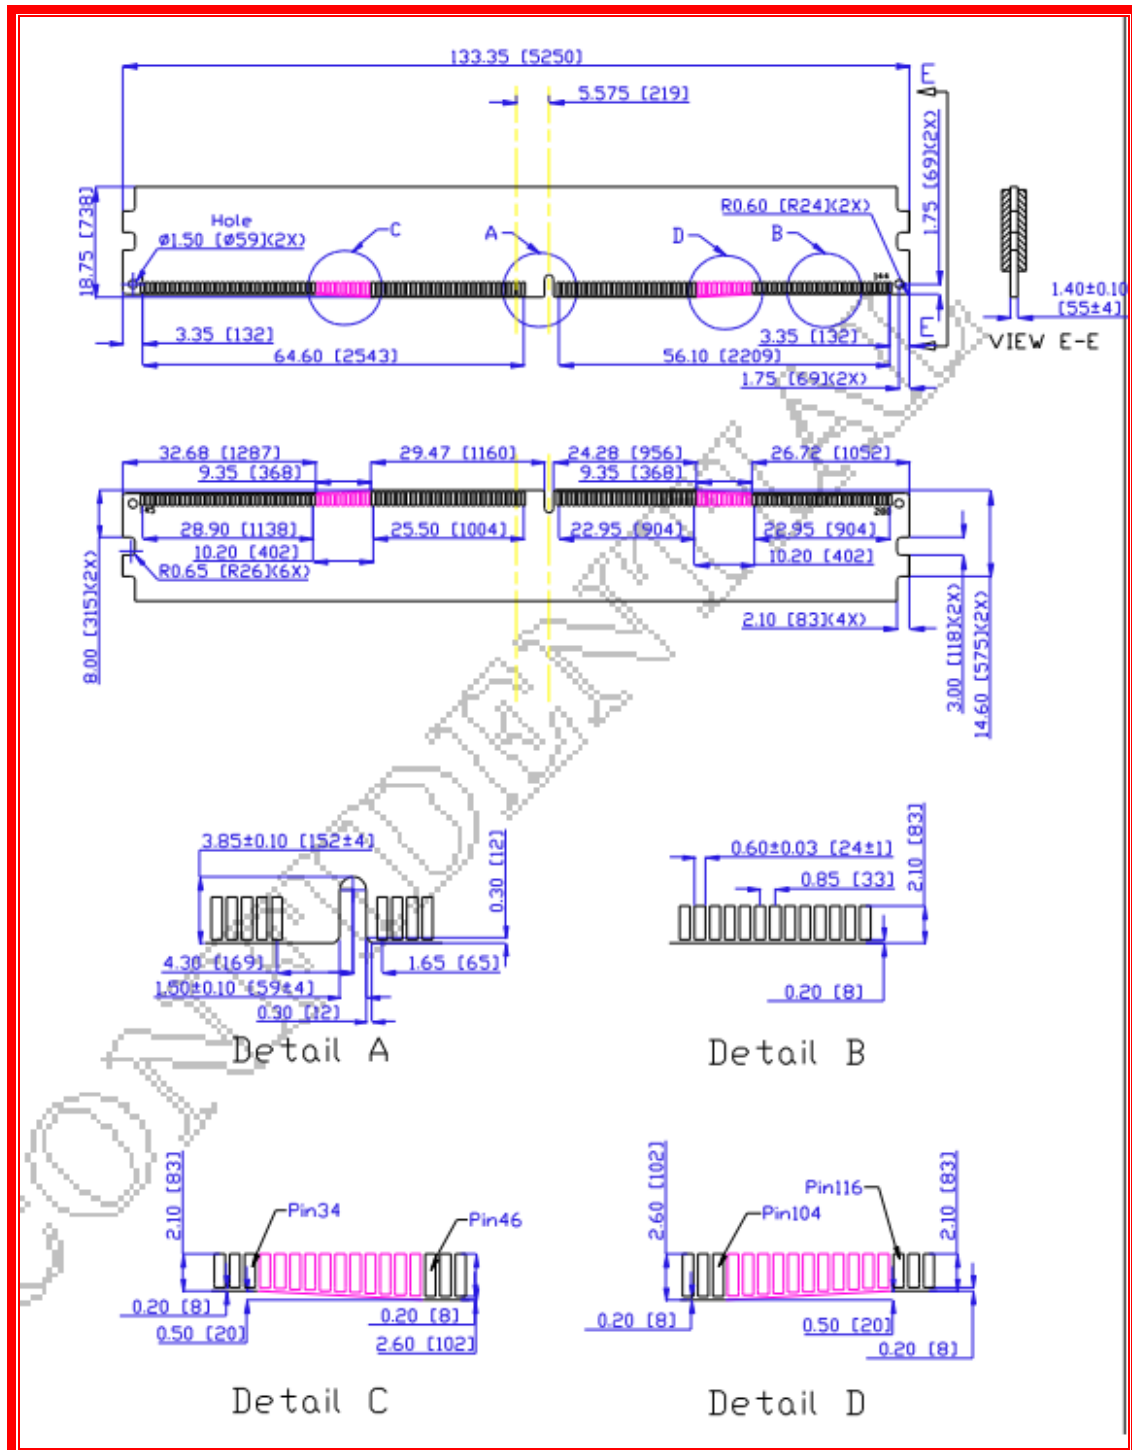 133.35 [5250]
5.575 [219]
E
1.75 [69](2X)
18.75 [738]
Hole
ø1.50 [ø59](2X)
C
A
D
B
R0.60 [R24](2X)
144
1.40±0.10
[55±4]
3.35 [132]
3.35 [132]
E
VIEW E-E
64.60 [2543]
56.10 [2209]
1.75 [69](2X)
32.68 [1287]
29.47 [1160]
24.28 [956]
26.72 [1052]
9.35 [368]
9.35 [368]
145
288
28.90 [1138]
25.50 [1004]
22.95 [904]
22.95 [904]
10.20 [402]
10.20 [402]
R0.65 [R26](6X)
8.00 [315](2X)
2.10 [83](4X)
3.00 [118](2X)
14.60 [575](2X)
CONFIDENTIAL
3.85±0.10 [152±4]
0.30 [12]
4.30 [169]
1.65 [65]
1.50±0.10 [59±4]
0.30 [12]
Detail A
0.60±0.03 [24±1]
0.85 [33]
2.10 [83]
0.20 [8]
Detail B
2.10 [83]
Pin34
Pin46
0.20 [8]
0.50 [20]
0.20 [8]
2.60 [102]
Detail C
2.60 [102]
Pin116
Pin104
2.10 [83]
0.20 [8]
0.50 [20]
0.20 [8]
Detail D